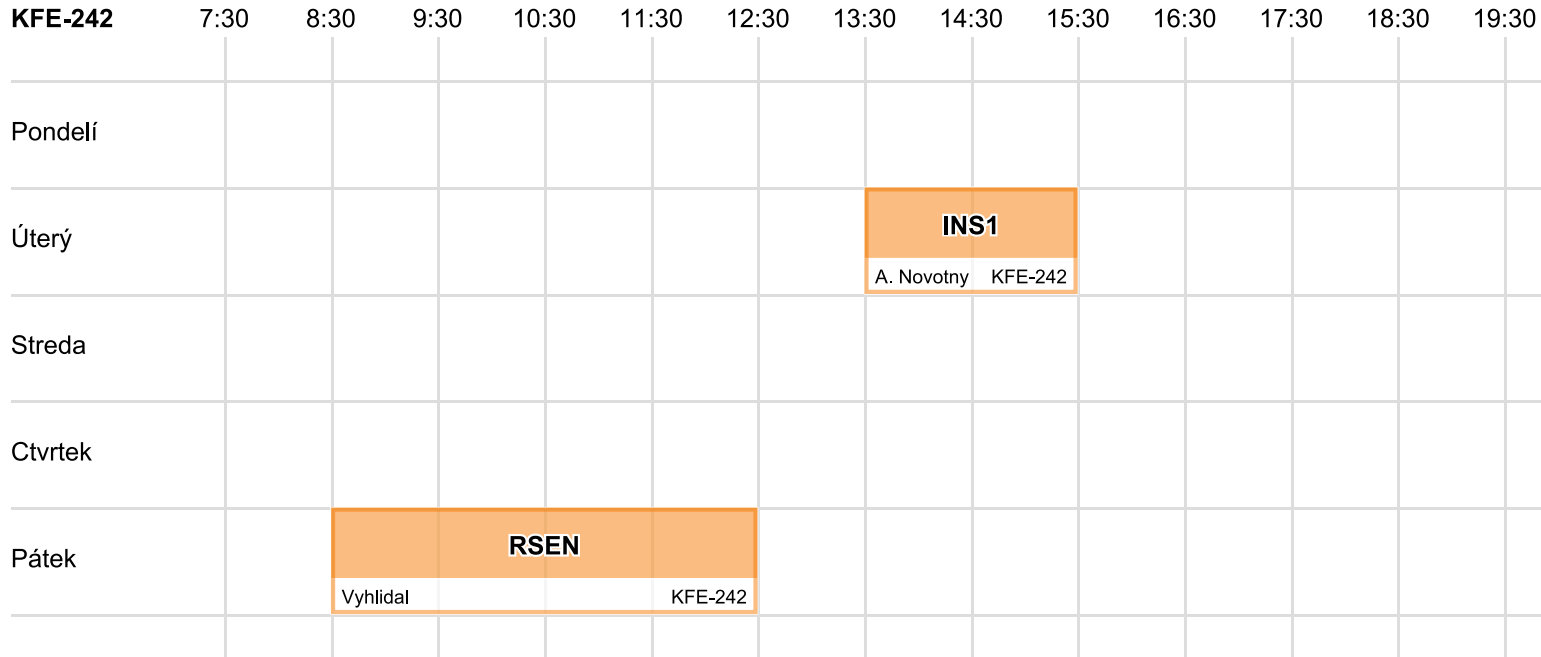 KFE-242 7:30 8:30 9:30 10:30 11:30 12:30 13:30 14:30 15:30 16:30 17:30 18:30 19:30
Pondelí
Úterý
INS1
A. Novotny KFE-242
Streda
Ctvrtek
Pátek
RSEN
Vyhlidal KFE-242